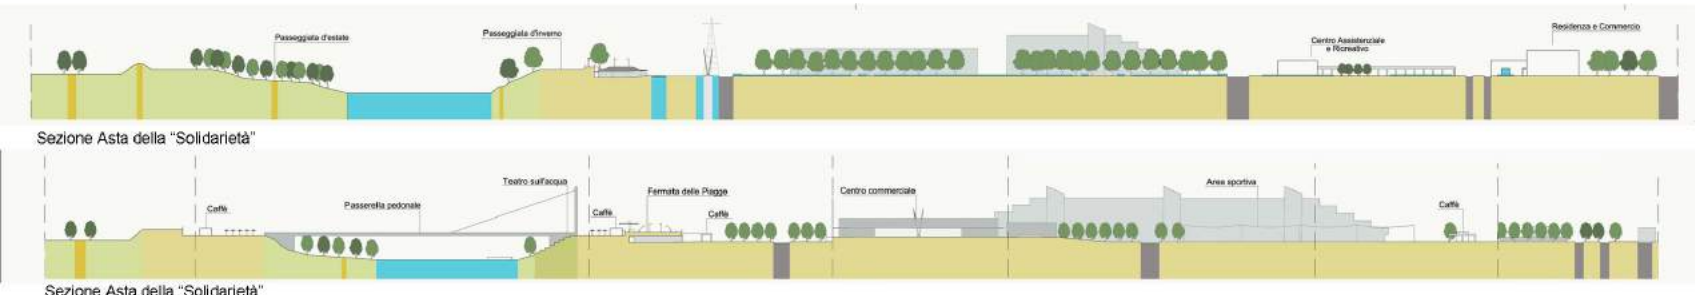 Passeggiata d'estate
Passeggiata d'inverno
Centro Assistenziale
e Ricreativo
Residenza e Commercio
Sezione Asta della "Solidarietà"
Caffè
Passerella pedonale
Teatro sull'acqua
Caffè
Fermata delle Piagge
Caffè
Centro commerciale
Area sportiva
Caffè
Sezione Asta della "Solidarietà"